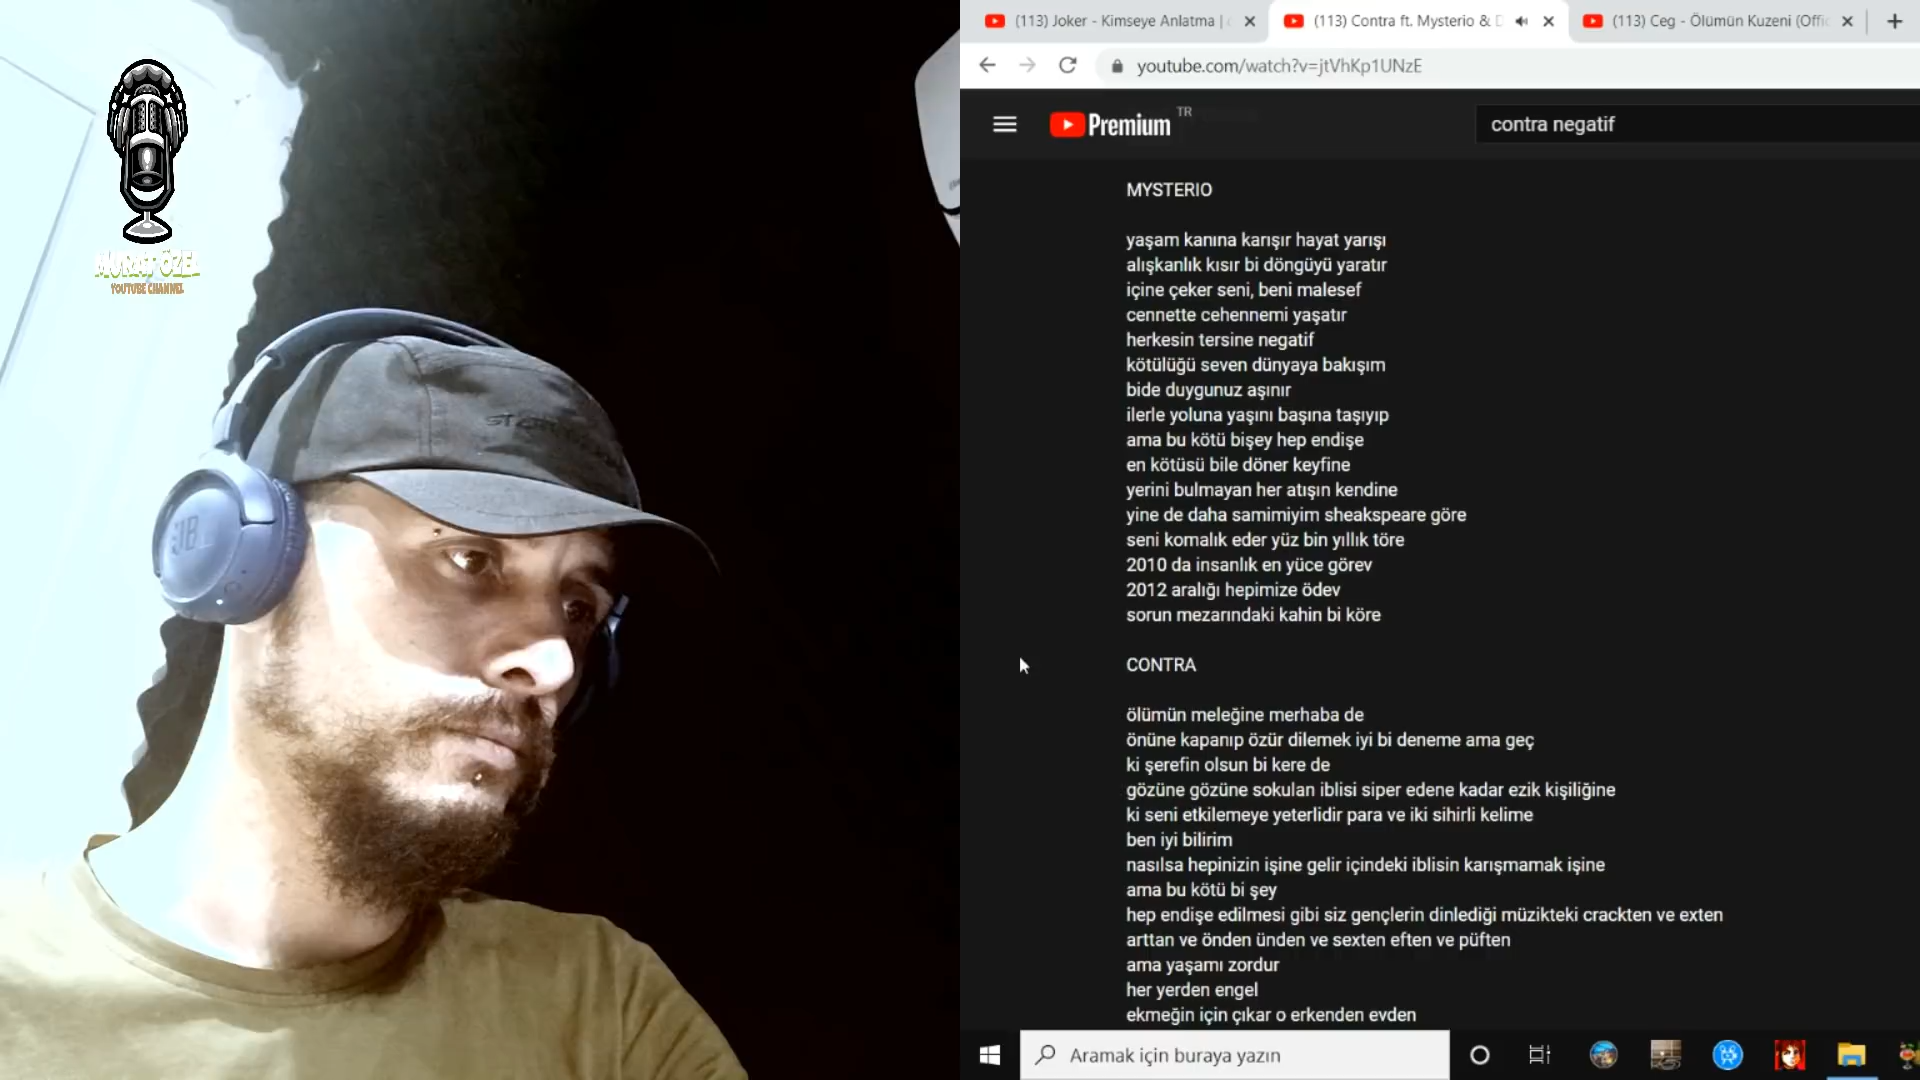 MURAT ÖZEL
YOUTUBE CHANNEL
JB
(113) Joker - Kimseye Anlatma |
(113) Contra ft. Mysterio & D
(113) Ceg - Ölümün Kuzeni (Offi
youtube.com/watch?v=jtVhKp1UNzE
Premium
TR
contra negatif
MYSTERIO
yaşam kanına karışır hayat yarışı
alışkanlık kısır bi döngüyü yaratır
içine çeker seni, beni malesef
cennette cehennemi yaşatır
herkesin tersine negatif
kötülüğü seven dünyaya bakışım
bide duygunuz aşınır
ilerle yoluna yaşını başına taşıyıp
ama bu kötü bişey hep endişe
en kötüsü bile döner keyfine
yerini bulmayan her atışın kendine
yine de daha samimiyim sheakspeare göre
seni komalık eder yüz bin yıllık töre
2010 da insanlık en yüce görev
2012 aralığı hepimize ödev
sorun mezarındaki kahin bi köre
CONTRA
ölümün meleğine merhaba de
önüne kapanıp özür dilemek iyi bi deneme ama geç
ki şerefin olsun bi kere de
gözüne gözüne sokulan iblisi siper edene kadar ezik kişiliğine
ki seni etkilemeye yeterlidir para ve iki sihirli kelime
ben iyi bilirim
nasılsa hepinizin işine gelir içindeki iblisin karışmamak işine
ama bu kötü bi şey
hep endişe edilmesi gibi siz gençlerin dinlediği müzikteki crackten ve exten
arttan ve önden ünden ve sexten eften ve püften
ama yaşamı zordur
her yerden engel
ekmeğin için çıkar o erkenden evden
Aramak için buraya yazın